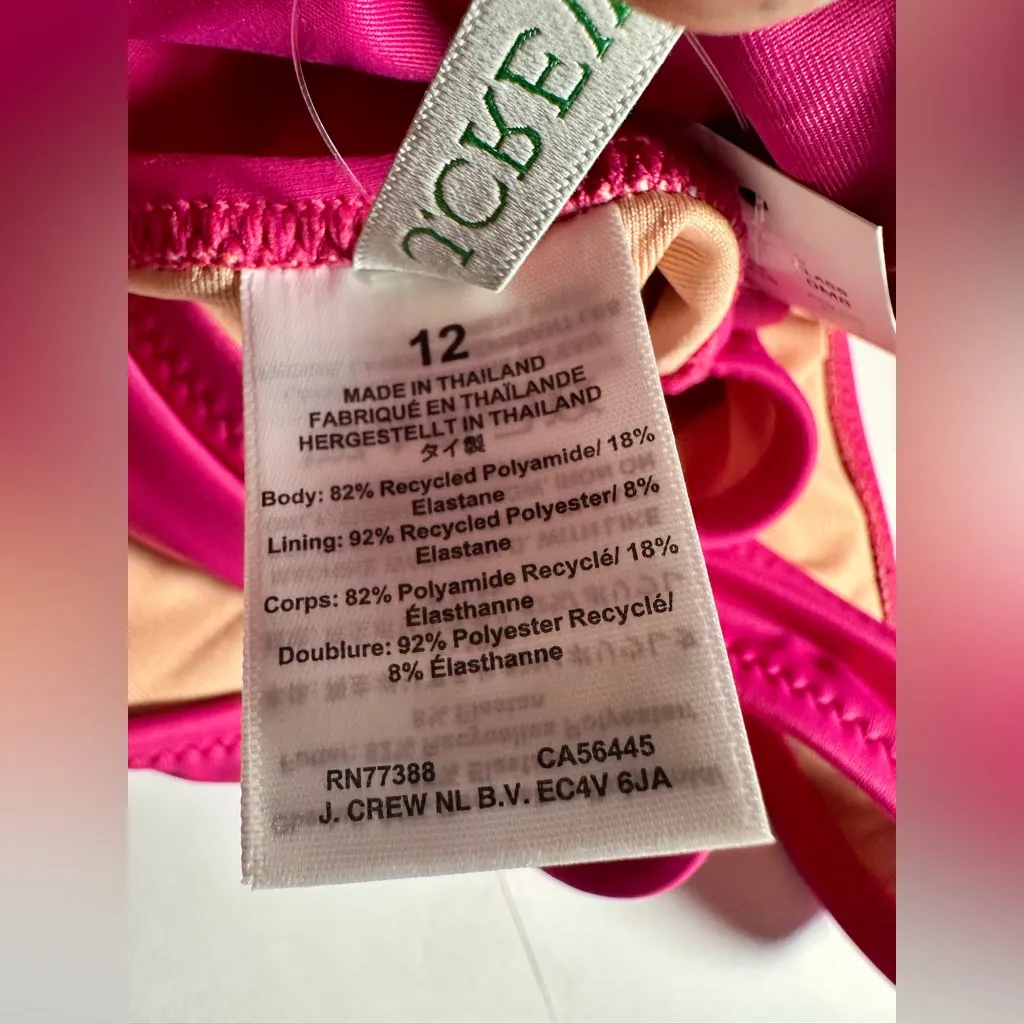 J.CREW
12
MADE IN THAILAND
FABRIQUÉ EN THAÏLANDE
HERGESTELLT IN THAILAND
タイ製
Body: 82% Recycled Polyamide/ 18%
Elastane
Lining: 92% Recycled Polyester/ 8%
Elastane
Corps: 82% Polyamide Recyclé/ 18%
Élasthanne
Doublure: 92% Polyester Recyclé/
8% Élasthanne
RN77388 CA56445
J. CREW NL B.V. EC4V 6JA